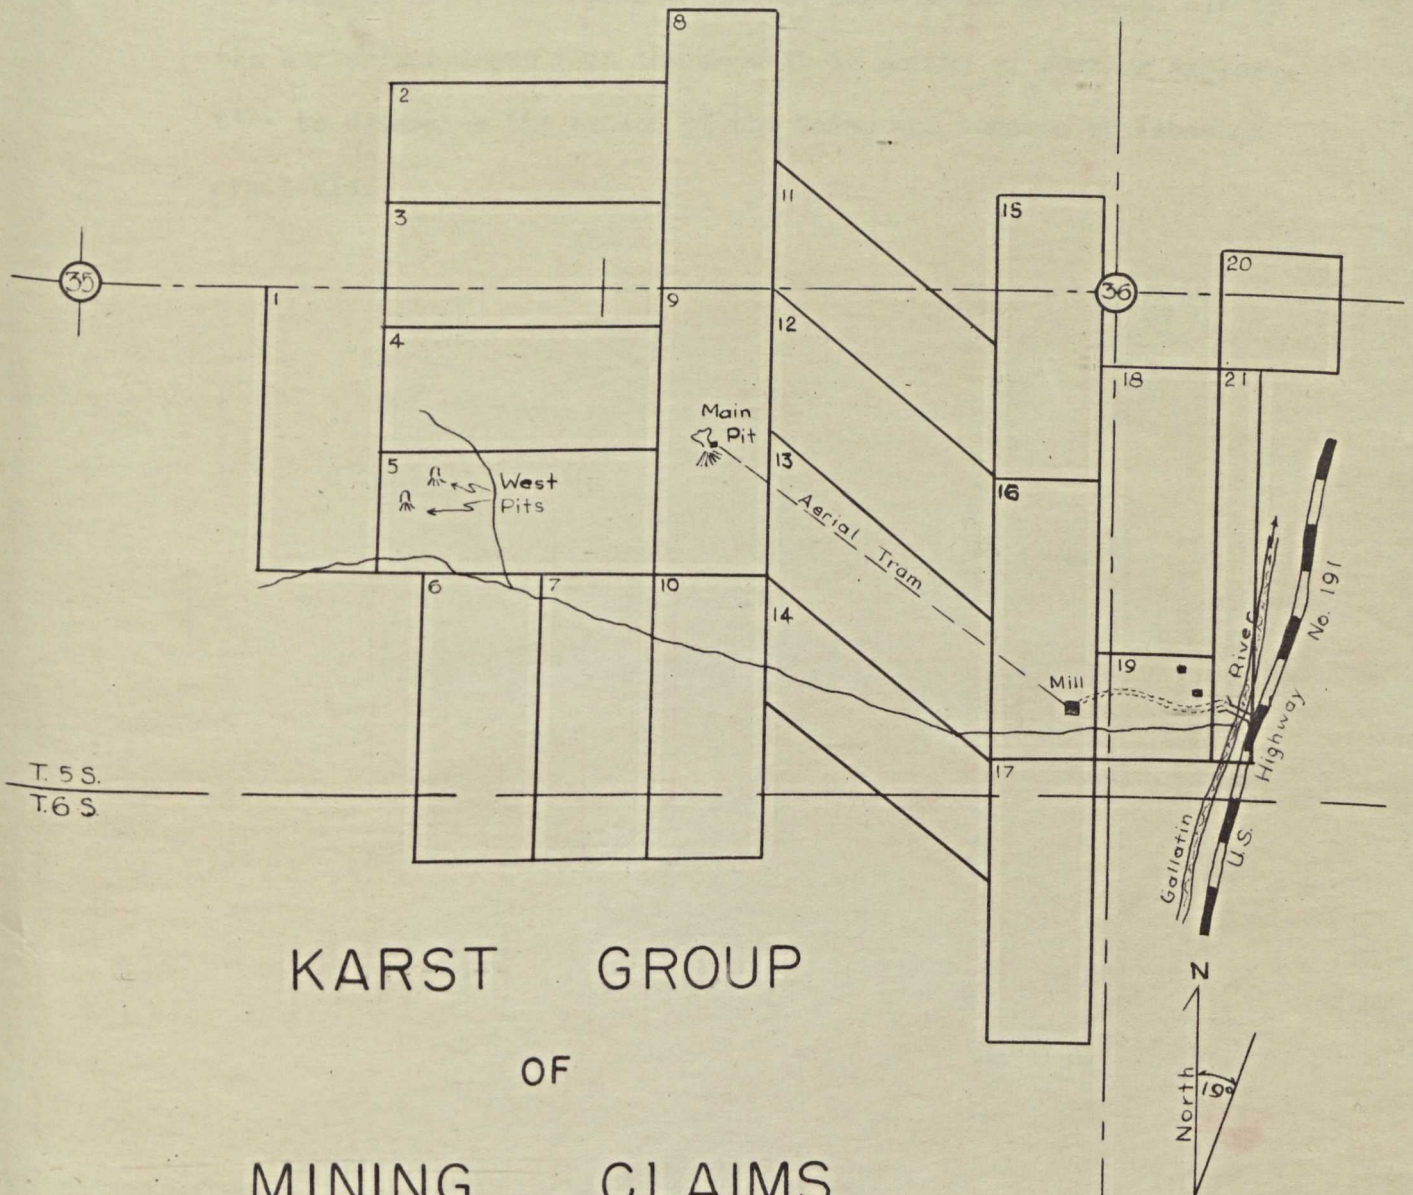 8
2
3
11
15
35
1
9
36
20
4
12
18
21
Main
Pit
5
West
Pits
13
16
Aerial Tram
No. 191
6
7
10
14
19
River
Mill
17
Highway
T. 5 S.
T. 6 S.
Gallatin
U.S.
KARST GROUP
N
OF
North
19°
MINING CLAIMS